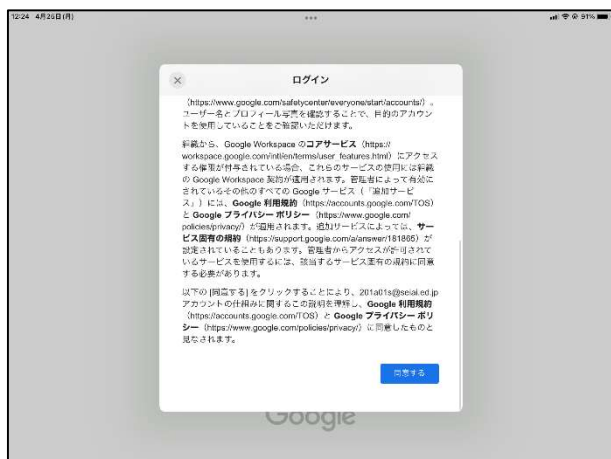 12:24 4月25日(月)
91%
ログイン
（https://www.google.com/safetycenter/everyone/start/accounts/）。
ユーザー名とプロフィール写真を確認することで、目的のアカウン
トを使用していることをご確認いただけます。
組織から、Google Workspace のコアサービス（https://
workspace.google.com/intl/en/terms/user_features.html）にアクセス
する権限が付与されている場合、これらのサービスの使用には組織
の Google Workspace 契約が適用されます。管理者によって有効に
されているその他のすべての Google サービス（「追加サービ
ス」）には、Google 利用規約（https://accounts.google.com/TOS）
と Google プライバシー ポリシー（https://www.google.com/
policies/privacy/）が適用されます。追加サービスによっては、サー
ビス固有の規約（https://support.google.com/a/answer/181865）が
設定されていることもあります。管理者からアクセスが許可されて
いるサービスを使用するには、該当するサービス固有の規約に同意
する必要があります。
以下の [同意する] をクリックすることにより、201a01s@seiai.ed.jp
アカウントの仕組みに関するこの説明を理解し、Google 利用規約
（https://accounts.google.com/TOS）と Google プライバシー ポリ
シー（https://www.google.com/policies/privacy/）に同意したものと
見なされます。
同意する
Google